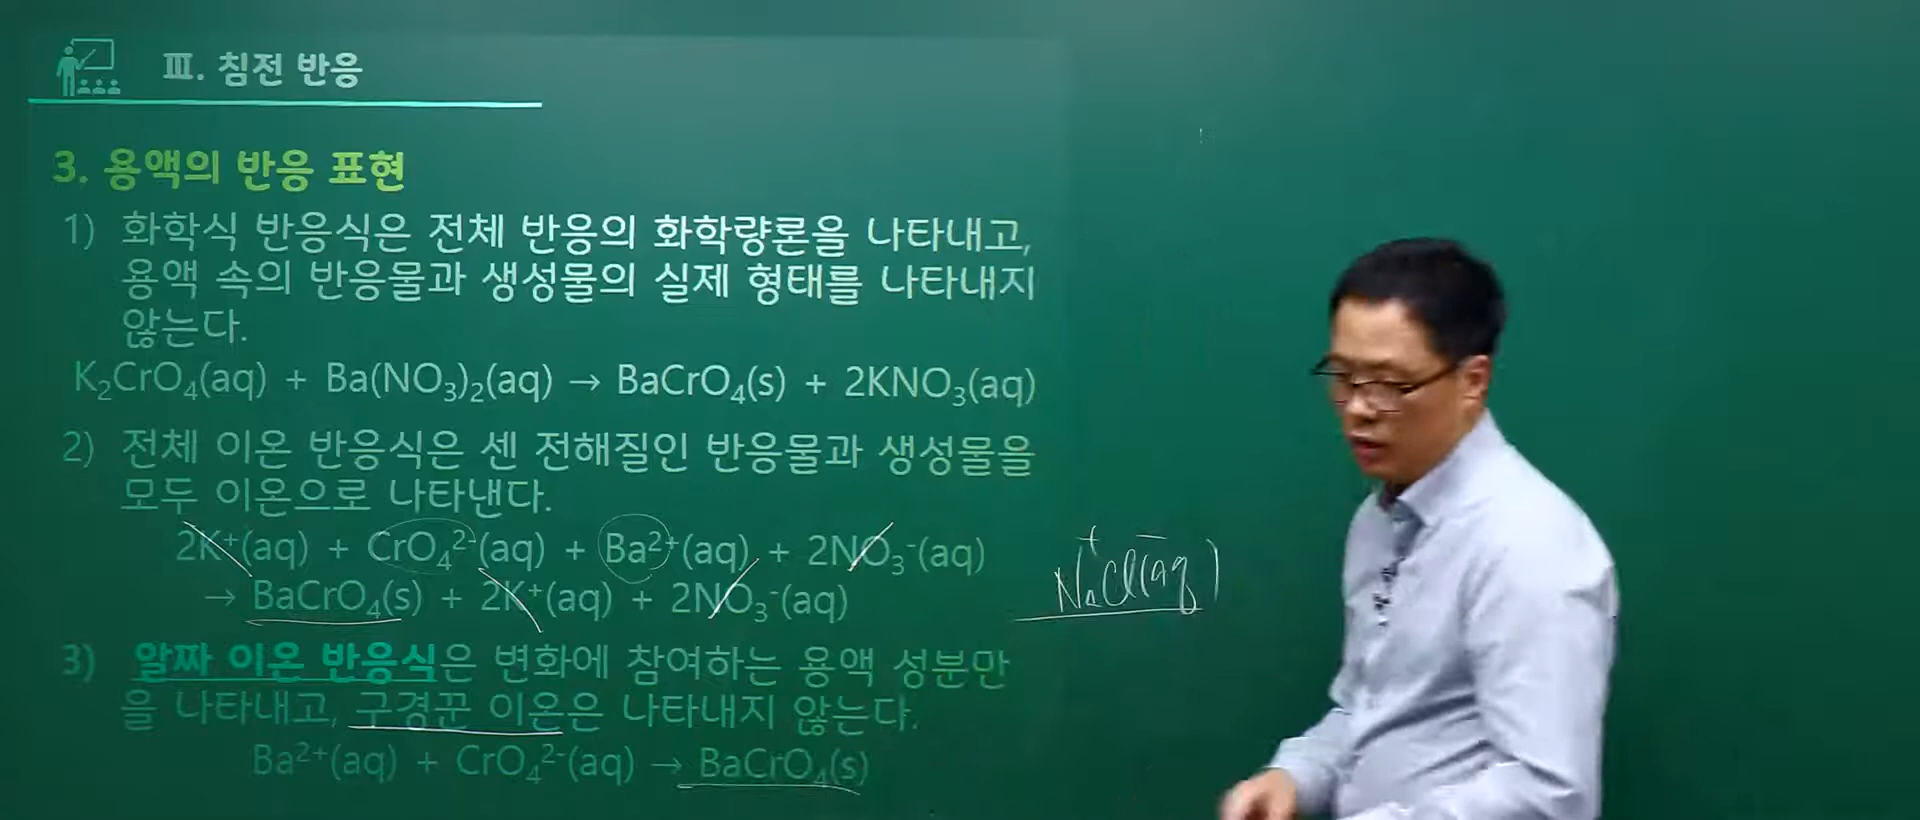 Ⅲ. 침전 반응
3. 용액의 반응 표현
1) 화학식 반응식은 전체 반응의 화학량론을 나타내고,
용액 속의 반응물과 생성물의 실제 형태를 나타내지
않는다.
K₂CrO₄(aq) + Ba(NO₃)₂(aq) → BaCrO₄(s) + 2KNO₃(aq)
2) 전체 이온 반응식은 센 전해질인 반응물과 생성물을
모두 이온으로 나타낸다.
2K⁺(aq) + CrO₄²⁻(aq) + Ba²⁺(aq) + 2NO₃⁻(aq)
→ BaCrO₄(s) + 2K⁺(aq) + 2NO₃⁻(aq)
Na⁺Cl⁻(aq)
3) 알짜 이온 반응식은 변화에 참여하는 용액 성분만
을 나타내고, 구경꾼 이온은 나타내지 않는다.
Ba²⁺(aq) + CrO₄²⁻(aq) → BaCrO₄(s)